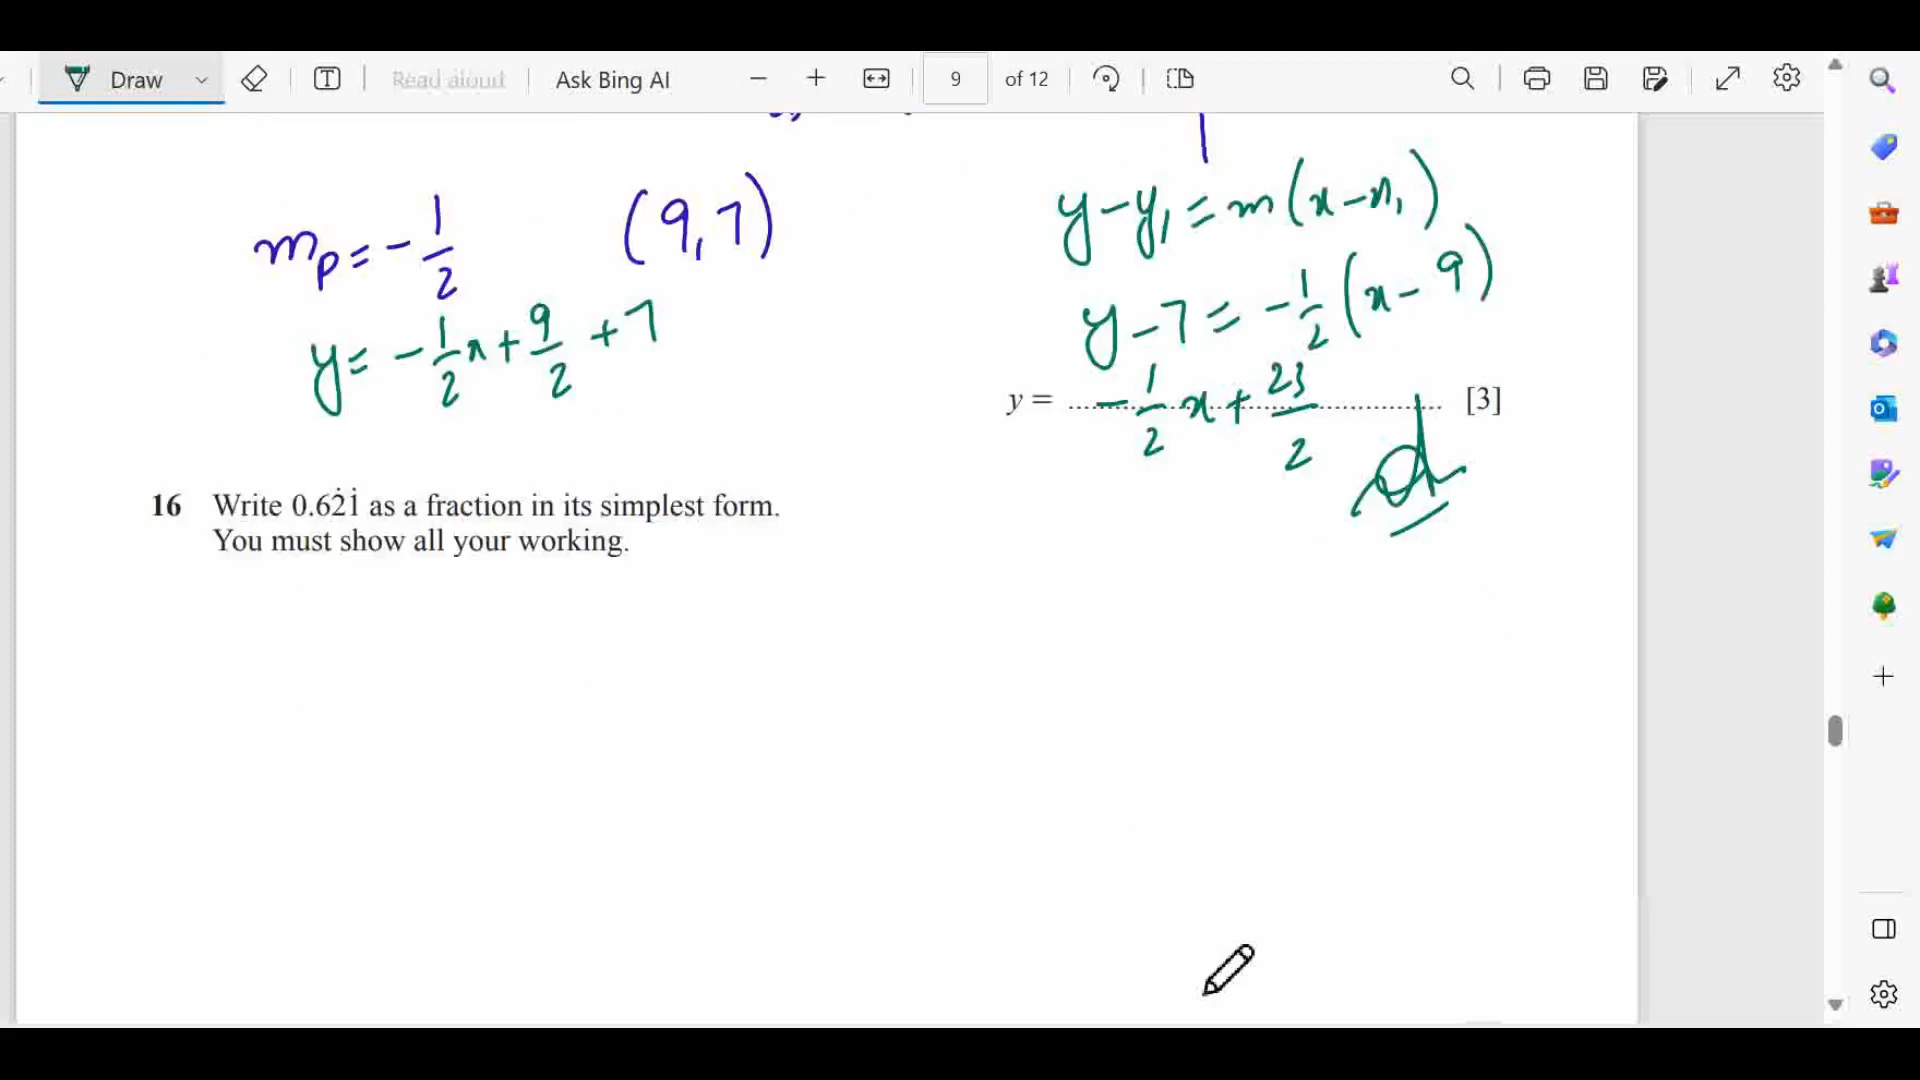 Draw
Read aloud
Ask Bing AI
9 of 12
y-y₁=m(x-x₁)
mₚ=-1/2
(9,7)
y-7=-1/2(x-9)
y=-1/2x+9/2+7
y = -1/2x+23/2 [3]
16 Write 0.62̇1̇ as a fraction in its simplest form.
You must show all your working.